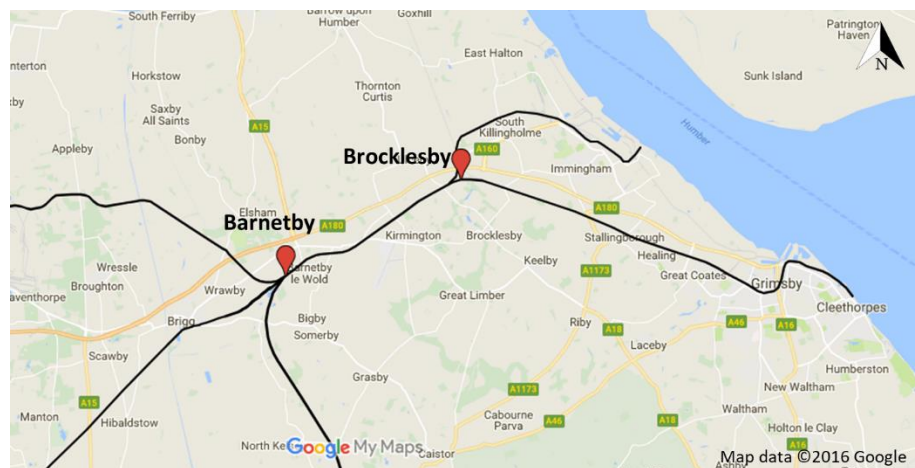 South Ferriby
Barrow upon
Humber
Goxhill
Patrington
Haven
East Halton
N
Sunk Island
Horkstow
Thornton
Curtis
Saxby
All Saints
Bonby
A15
South
Killingholme
Humber
Appleby
A160
Brocklesby
Immingham
Elsham
A180
Barnetby
A180
Kirmington
Brocklesby
Stallingborough
Healing
Keelby
Wressle
Broughton
Wrawby
le Wold
A1173
Great Coates
Grimsby
Cleethorpes
Great Limber
Brigg
Bigby
Somerby
Riby
A18
A46
A16
Laceby
Scawby
Humberston
Grasby
A1173
New Waltham
A15
Manton
Hibaldstow
Cabourne
Parva
A46
A18
Waltham
Holton le Clay
A16
North
Google My Maps
Caistor
Map data ©2016 Google